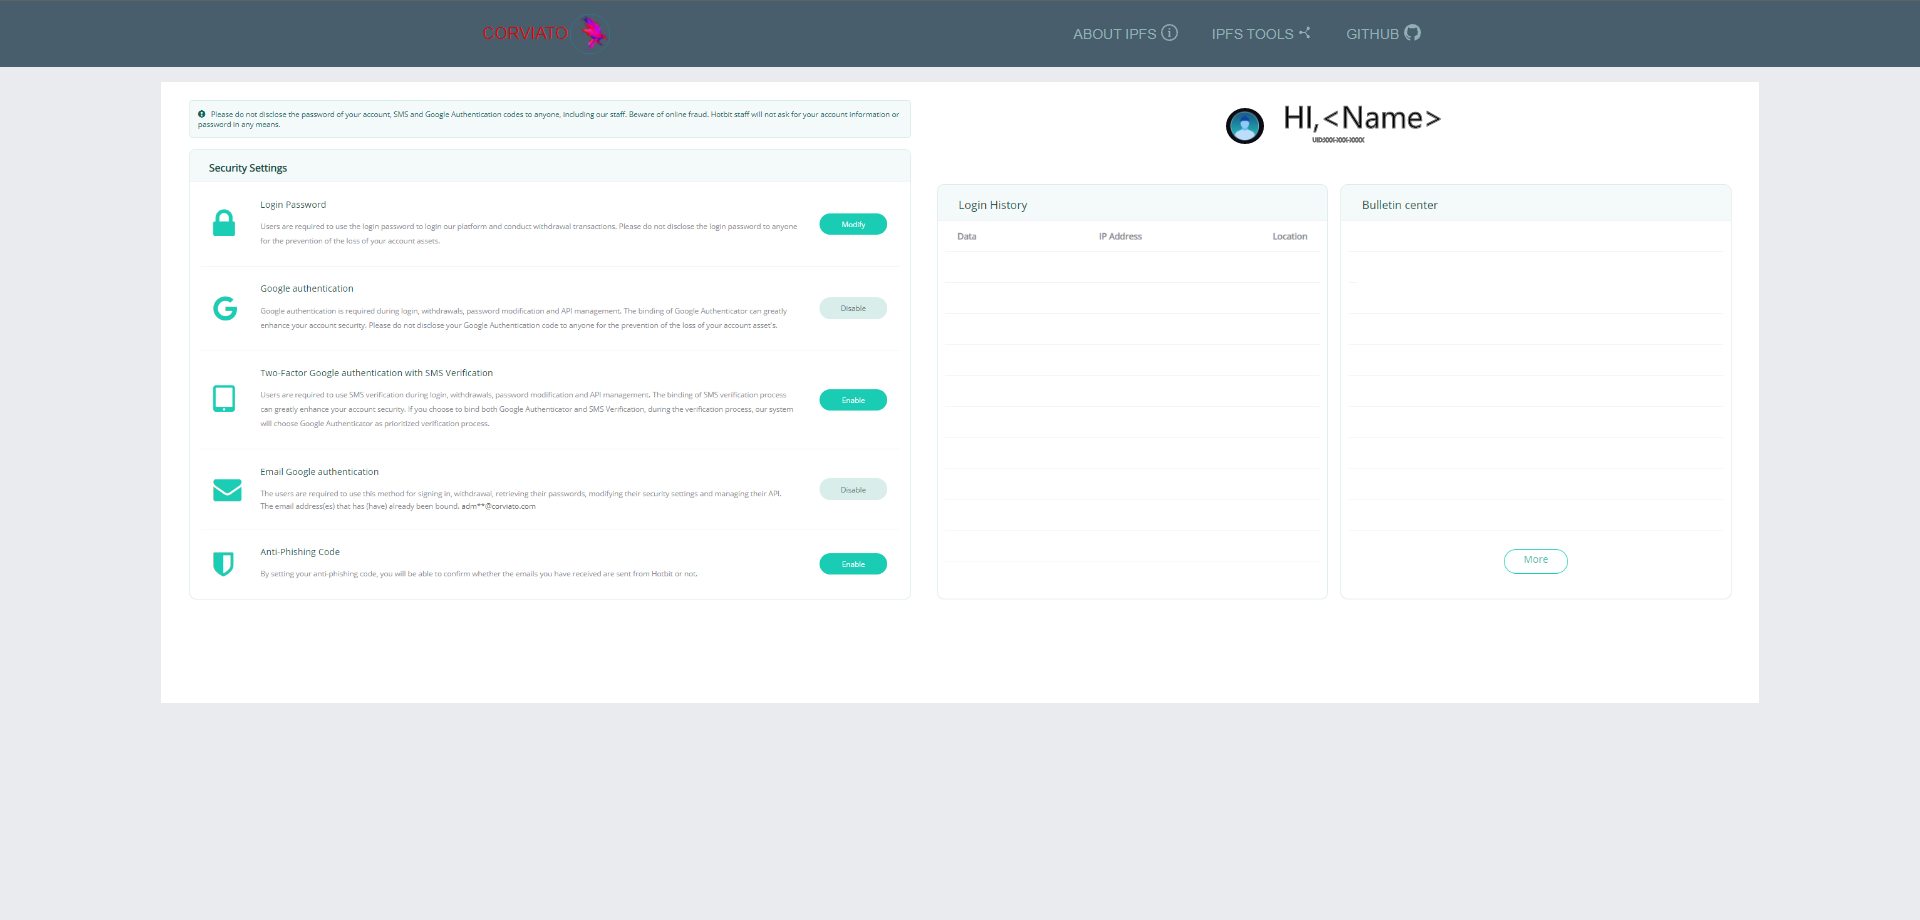 CORVIATO
ABOUT IPFS
IPFS TOOLS
GITHUB
Please do not disclose the password of your account, SMS and Google Authentication codes to anyone, including our staff. Beware of online fraud. Hotbit staff will not ask for your account information or
password in any means.
HI,<Name>
UID:XXX-XXX-XXXX
Security Settings
Login Password
Users are required to use the login password to login our platform and conduct withdrawal transactions. Please do not disclose the login password to anyone
for the prevention of the loss of your account assets.
Modify
Google authentication
Google authentication is required during login, withdrawals, password modification and API management. The binding of Google Authenticator can greatly
enhance your account security. Please do not disclose your Google Authentication code to anyone for the prevention of the loss of your account asset's.
Disable
Two-Factor Google authentication with SMS Verification
Users are required to use SMS verification during login, withdrawals, password modification and API management. The binding of SMS verification process
can greatly enhance your account security. If you choose to bind both Google Authenticator and SMS Verification, during the verification process, our system
will choose Google Authenticator as prioritized verification process.
Enable
Email Google authentication
The users are required to use this method for signing in, withdrawal, retrieving their passwords, modifying their security settings and managing their API.
The email address(es) that has (have) already been bound. adm**@corviato.com
Disable
Anti-Phishing Code
By setting your anti-phishing code, you will be able to confirm whether the emails you have received are sent from Hotbit or not.
Enable
Login History
Data IP Address Location
Bulletin center
More